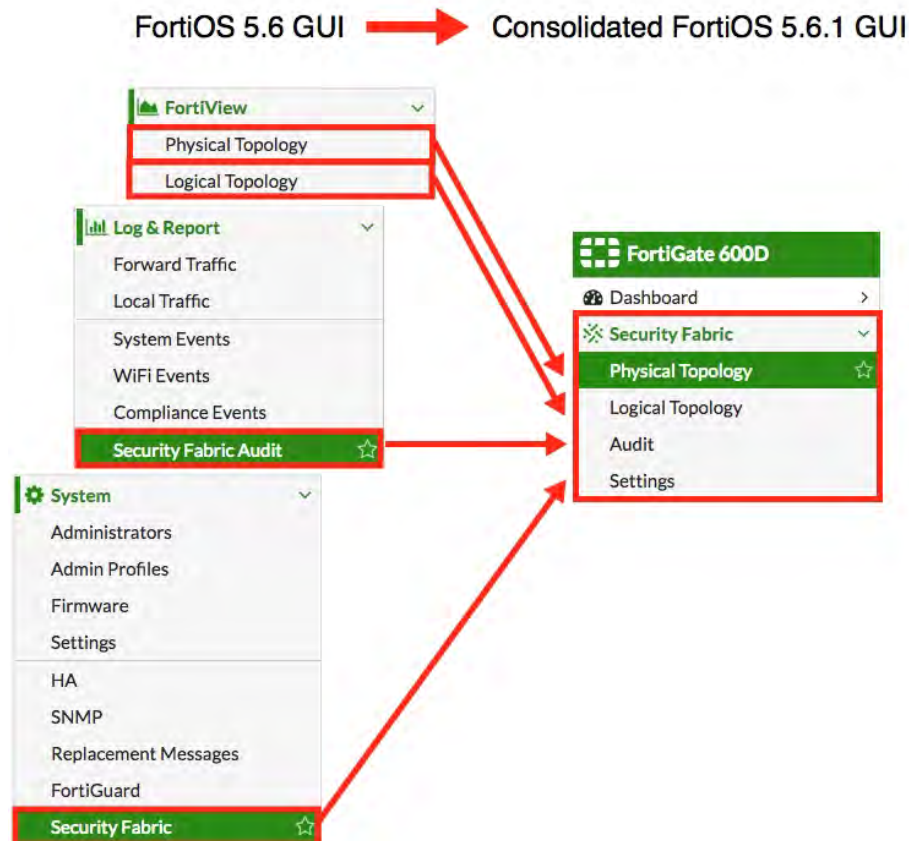 FortiOS 5.6 GUI
Consolidated FortiOS 5.6.1 GUI
FortiView
Physical Topology
Logical Topology
Log & Report
Forward Traffic
Local Traffic
System Events
WiFi Events
Compliance Events
Security Fabric Audit
System
Administrators
Admin Profiles
Firmware
Settings
HA
SNMP
Replacement Messages
FortiGuard
Security Fabric
FortiGate 600D
Dashboard
Security Fabric
Physical Topology
Logical Topology
Audit
Settings